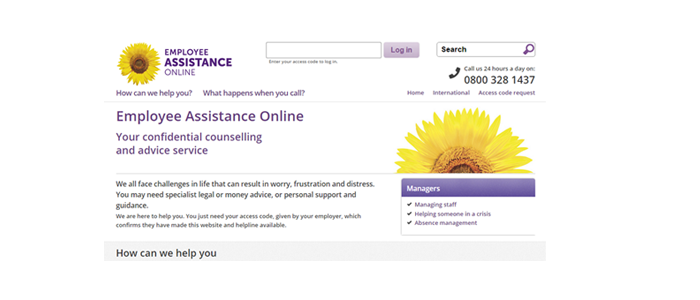 EMPLOYEE
ASSISTANCE
ONLINE
Log in
Enter your access code to log in.
Search
Call us 24 hours a day on:
0800 328 1437
How can we help you? What happens when you call?
Home International Access code request
Employee Assistance Online
Your confidential counselling
and advice service
We all face challenges in life that can result in worry, frustration and distress.
You may need specialist legal or money advice, or personal support and
guidance.
We are here to help you. You just need your access code, given by your employer, which
confirms they have made this website and helpline available.
Managers
Managing staff
Helping someone in a crisis
Absence management
How can we help you